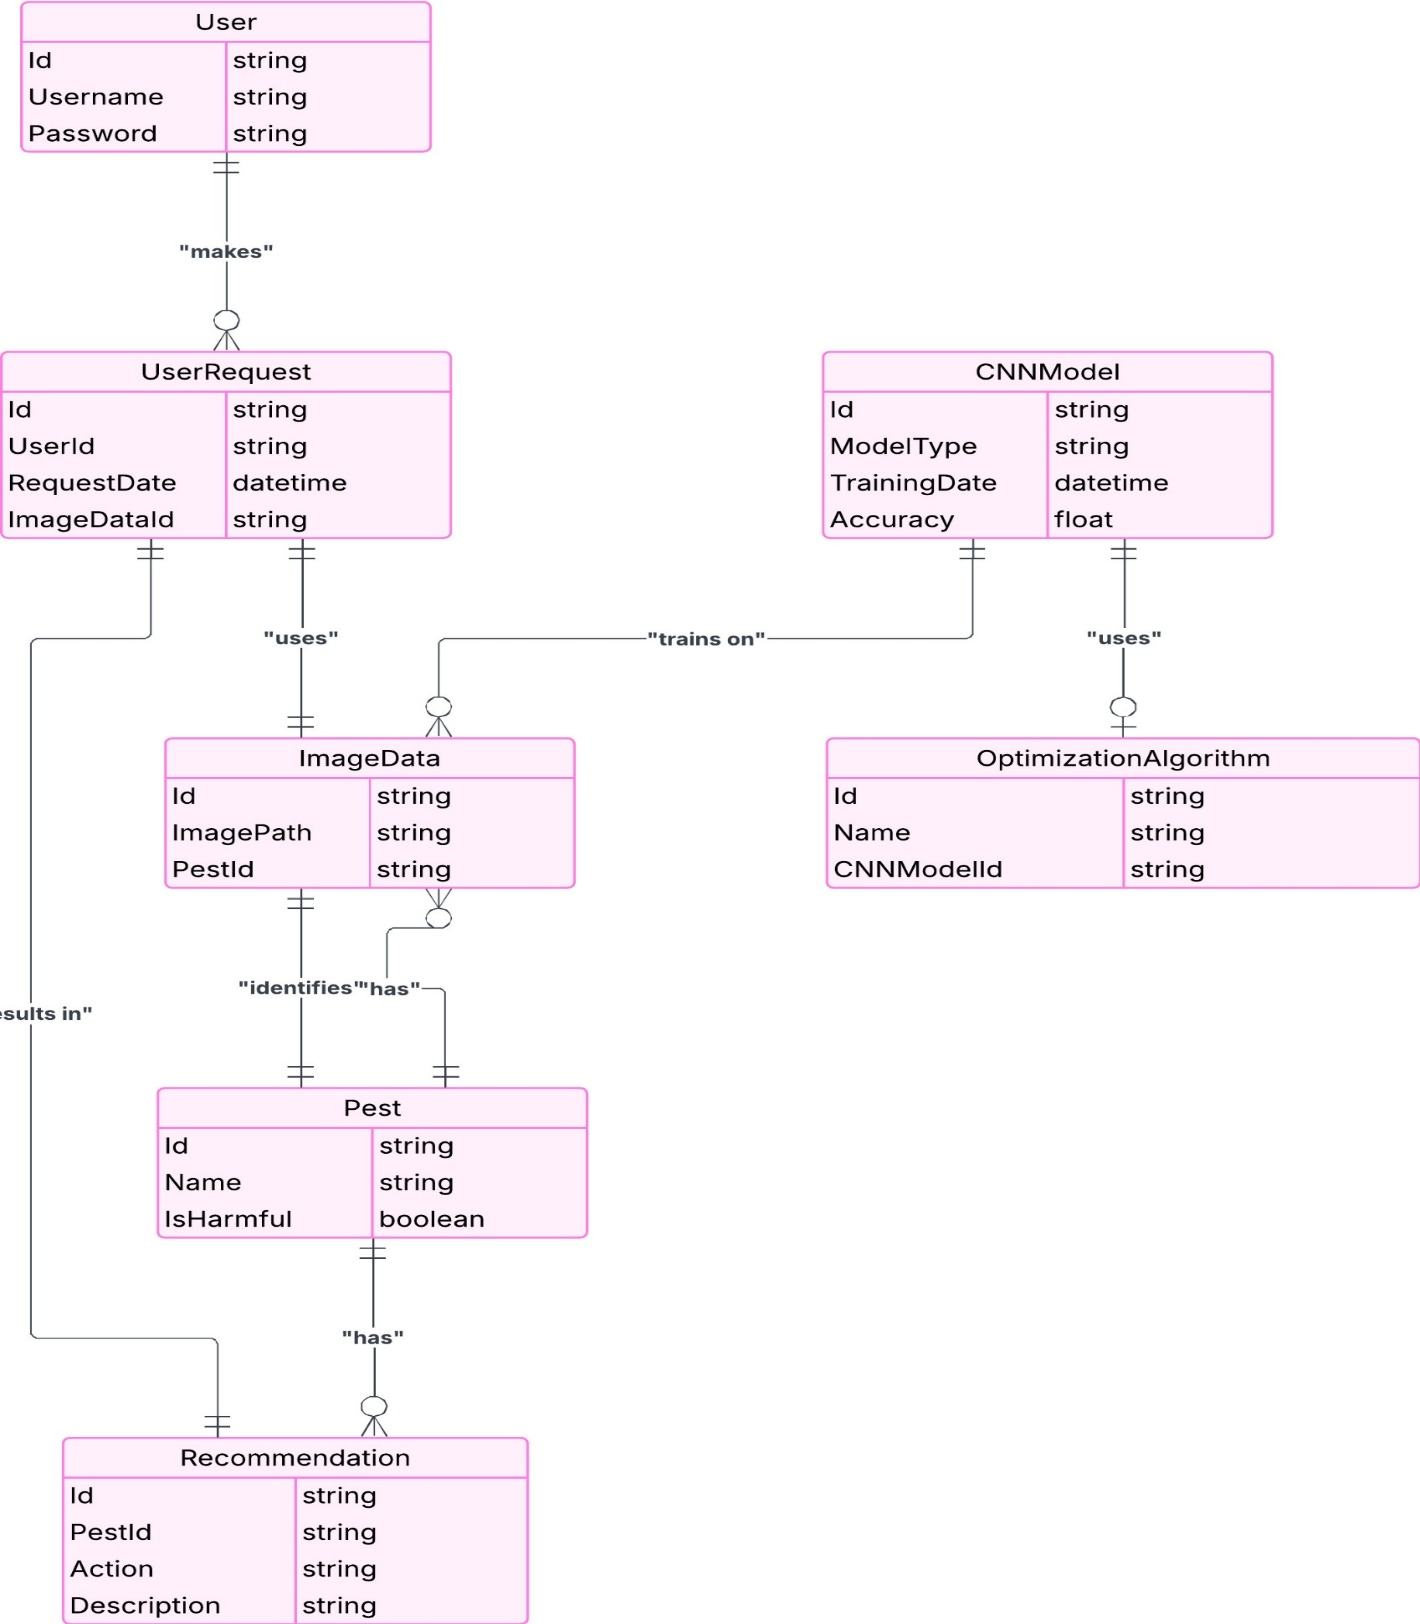 User
Id string
Username string
Password string
"makes"
UserRequest
Id string
UserId string
RequestDate datetime
ImageDataId string
CNNModel
Id string
ModelType string
TrainingDate datetime
Accuracy float
"uses"
"trains on"
"uses"
ImageData
Id string
ImagePath string
PestId string
OptimizationAlgorithm
Id string
Name string
CNNModelId string
"identifies"
"has"
esults in"
Pest
Id string
Name string
IsHarmful boolean
"has"
Recommendation
Id string
PestId string
Action string
Description string